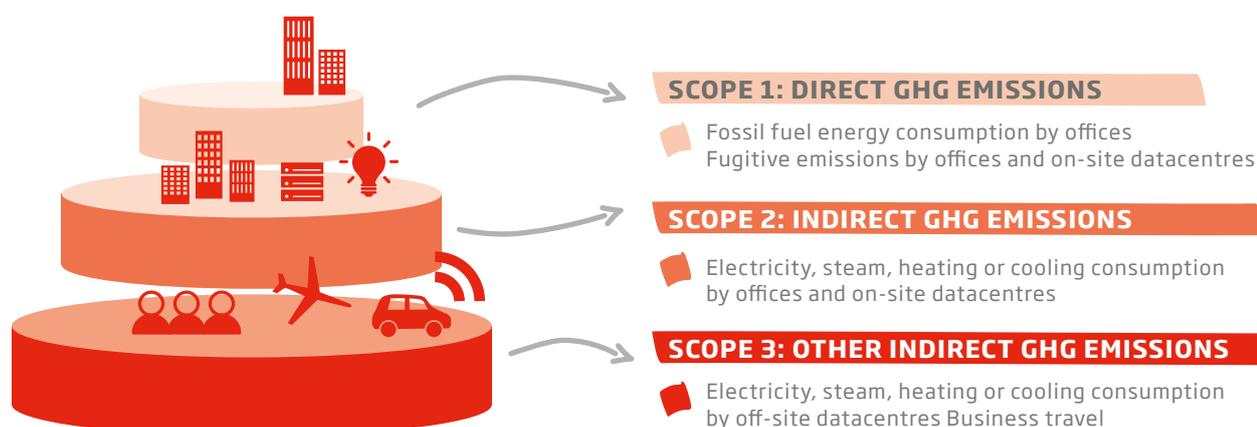 SCOPE 1: DIRECT GHG EMISSIONS
Fossil fuel energy consumption by offices
Fugitive emissions by offices and on-site datacentres
SCOPE 2: INDIRECT GHG EMISSIONS
Electricity, steam, heating or cooling consumption
by offices and on-site datacentres
SCOPE 3: OTHER INDIRECT GHG EMISSIONS
Electricity, steam, heating or cooling consumption
by off-site datacentres Business travel